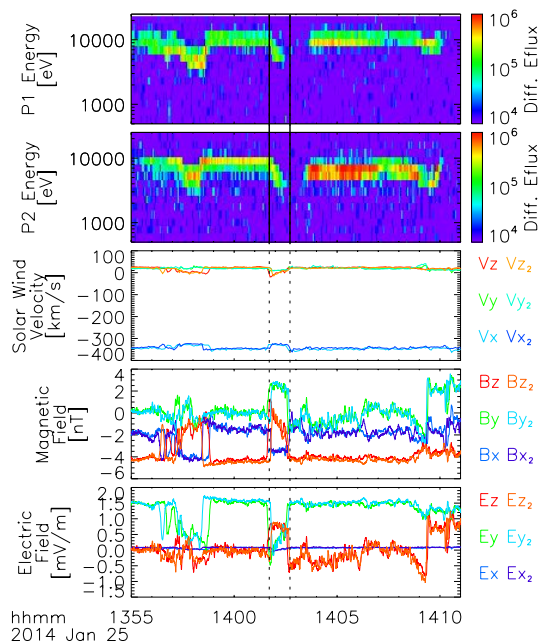 P1 Energy
[eV]
10000
1000
10⁶
10⁵
10⁴
Diff. Eflux
P2 Energy
[eV]
10000
1000
10⁶
10⁵
10⁴
Diff. Eflux
Solar Wind
Velocity
[km/s]
100
0
−100
−200
−300
−400
Vz Vz₂
Vy Vy₂
Vx Vx₂
Magnetic
Field
[nT]
4
2
0
−2
−4
−6
Bz Bz₂
By By₂
Bx Bx₂
Electric
Field
[mV/m]
2.0
1.5
1.0
0.5
0.0
−0.5
−1.0
−1.5
Ez Ez₂
Ey Ey₂
Ex Ex₂
hhmm 1355 1400 1405 1410
2014 Jan 25